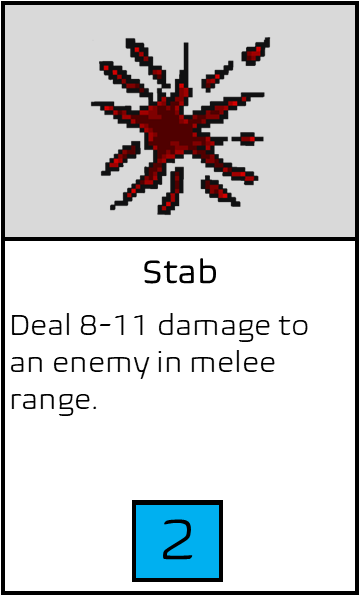 Stab
Deal 8-11 damage to
an enemy in melee
range.
2